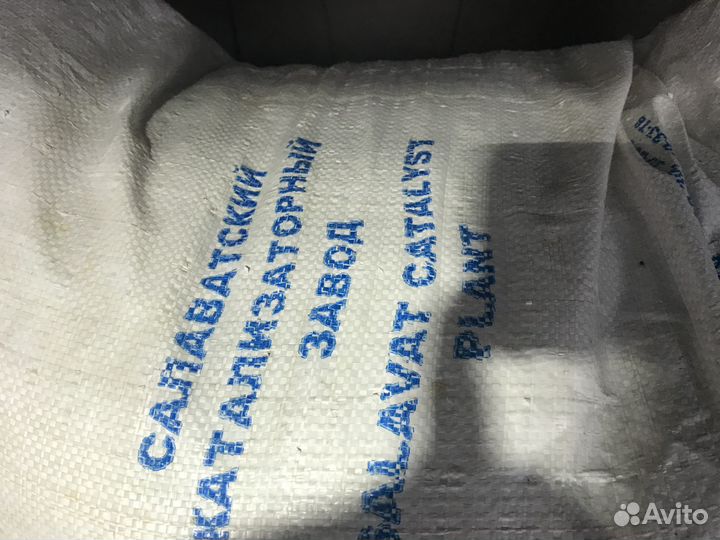 САЛАВАТСКИЙ
КАТАЛИЗАТОРНЫЙ
ЗАВОД
SALAVAT CATALYST
PLANT
Avito